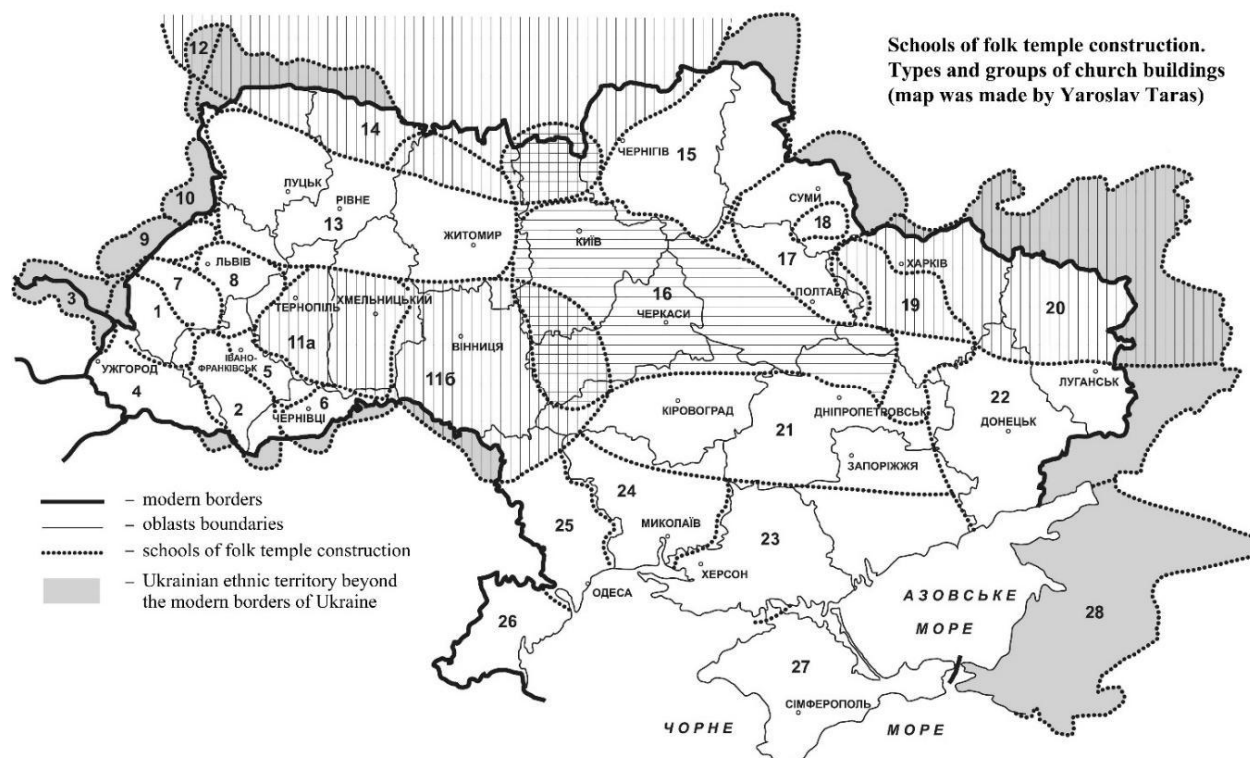 Schools of folk temple construction.
Types and groups of church buildings
(map was made by Yaroslav Taras)
12
14
ЧЕРНІГІВ
15
10
ЛУЦЬК
РІВНЕ
13
СУМИ
18
9
ЖИТОМИР
КИЇВ
17
ХАРКІВ
7
ЛЬВІВ
8
3
1
ТЕРНОПІЛЬ
ХМЕЛЬНИЦЬКИЙ
16
ЧЕРКАСИ
ПОЛТАВА
19
20
11а
ВІННИЦЯ
УЖГОРОД
4
ІВАНО-
ФРАНКІВСЬК
5
11б
ЛУГАНСЬК
2
6
ЧЕРНІВЦІ
КІРОВОГРАД
ДНІПРОПЕТРОВСЬК
22
ДОНЕЦЬК
21
ЗАПОРІЖЖЯ
– modern borders
– oblasts boundaries
– schools of folk temple construction
– Ukrainian ethnic territory beyond
the modern borders of Ukraine
24
25
МИКОЛАЇВ
23
ХЕРСОН
ОДЕСА
26
АЗОВСЬКЕ
МОРЕ
28
27
СІМФЕРОПОЛЬ
ЧОРНЕ
МОРЕ